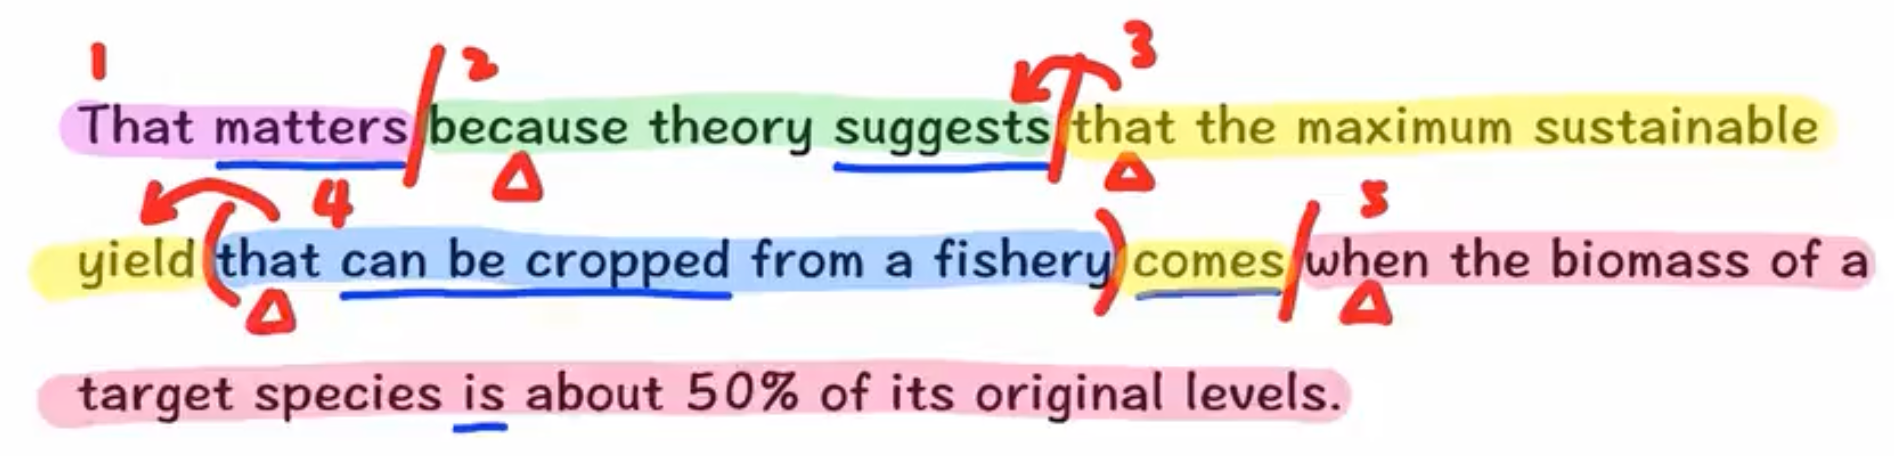 1 2 3
That matters because theory suggests that the maximum sustainable
4 5
yield that can be cropped from a fishery comes when the biomass of a
target species is about 50% of its original levels.